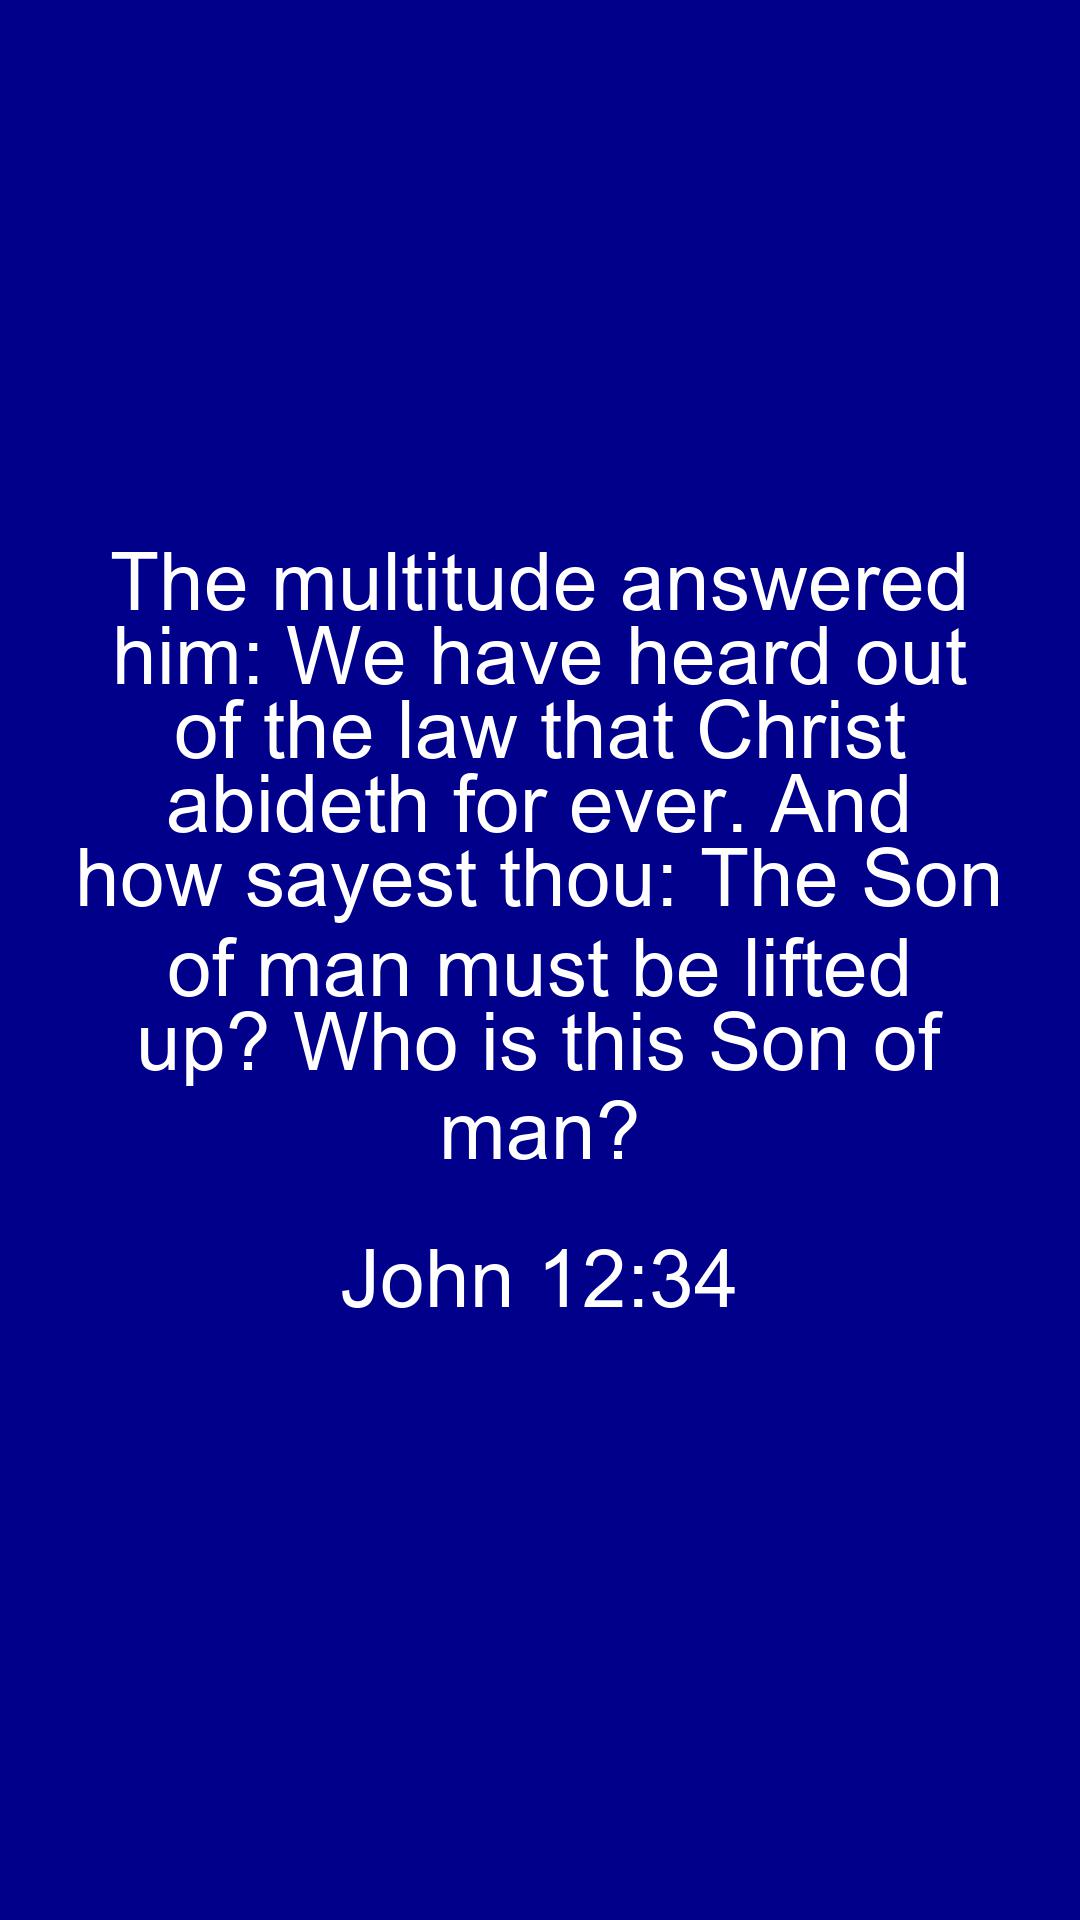 The multitude answered
him: We have heard out
of the law that Christ
abideth for ever. And
how sayest thou: The Son
of man must be lifted
up? Who is this Son of
man?
John 12:34